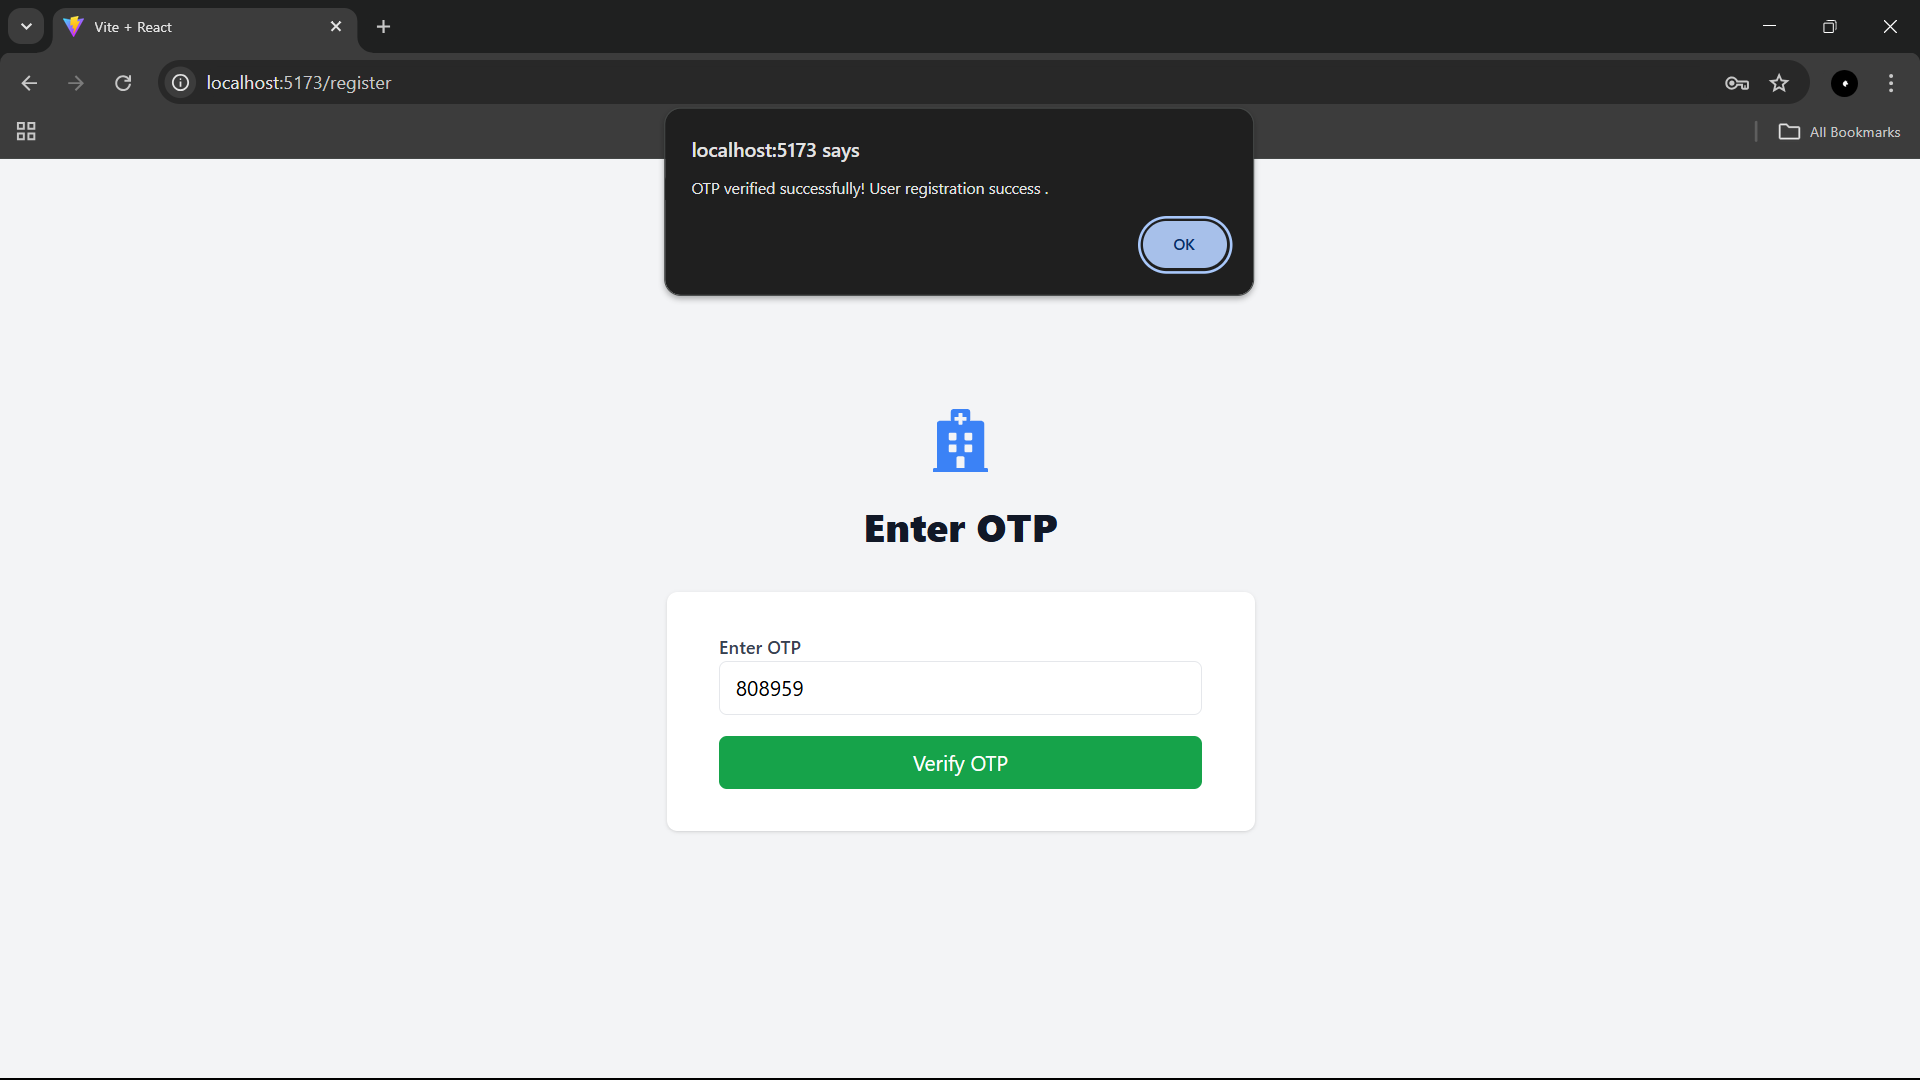 Vite + React
localhost:5173/register
All Bookmarks
localhost:5173 says
OTP verified successfully! User registration success .
OK
Enter OTP
Enter OTP
808959
Verify OTP